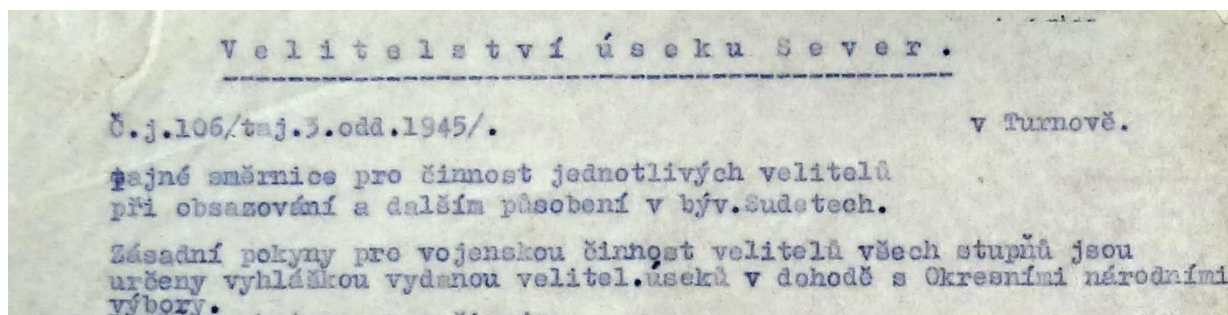 Velitelství úseku Sever.
Č.j.106/taj.3.odd.1945/. v Turnově.
tajné směrnice pro činnost jednotlivých velitelů
při obsazování a dalším působení v býv.Sudetech.
Zásadní pokyny pro vojenskou činnost velitelů všech stupňů jsou
určeny vyhláškou vydanou velitel.úseků v dohodě s Okresními národními
výbory.